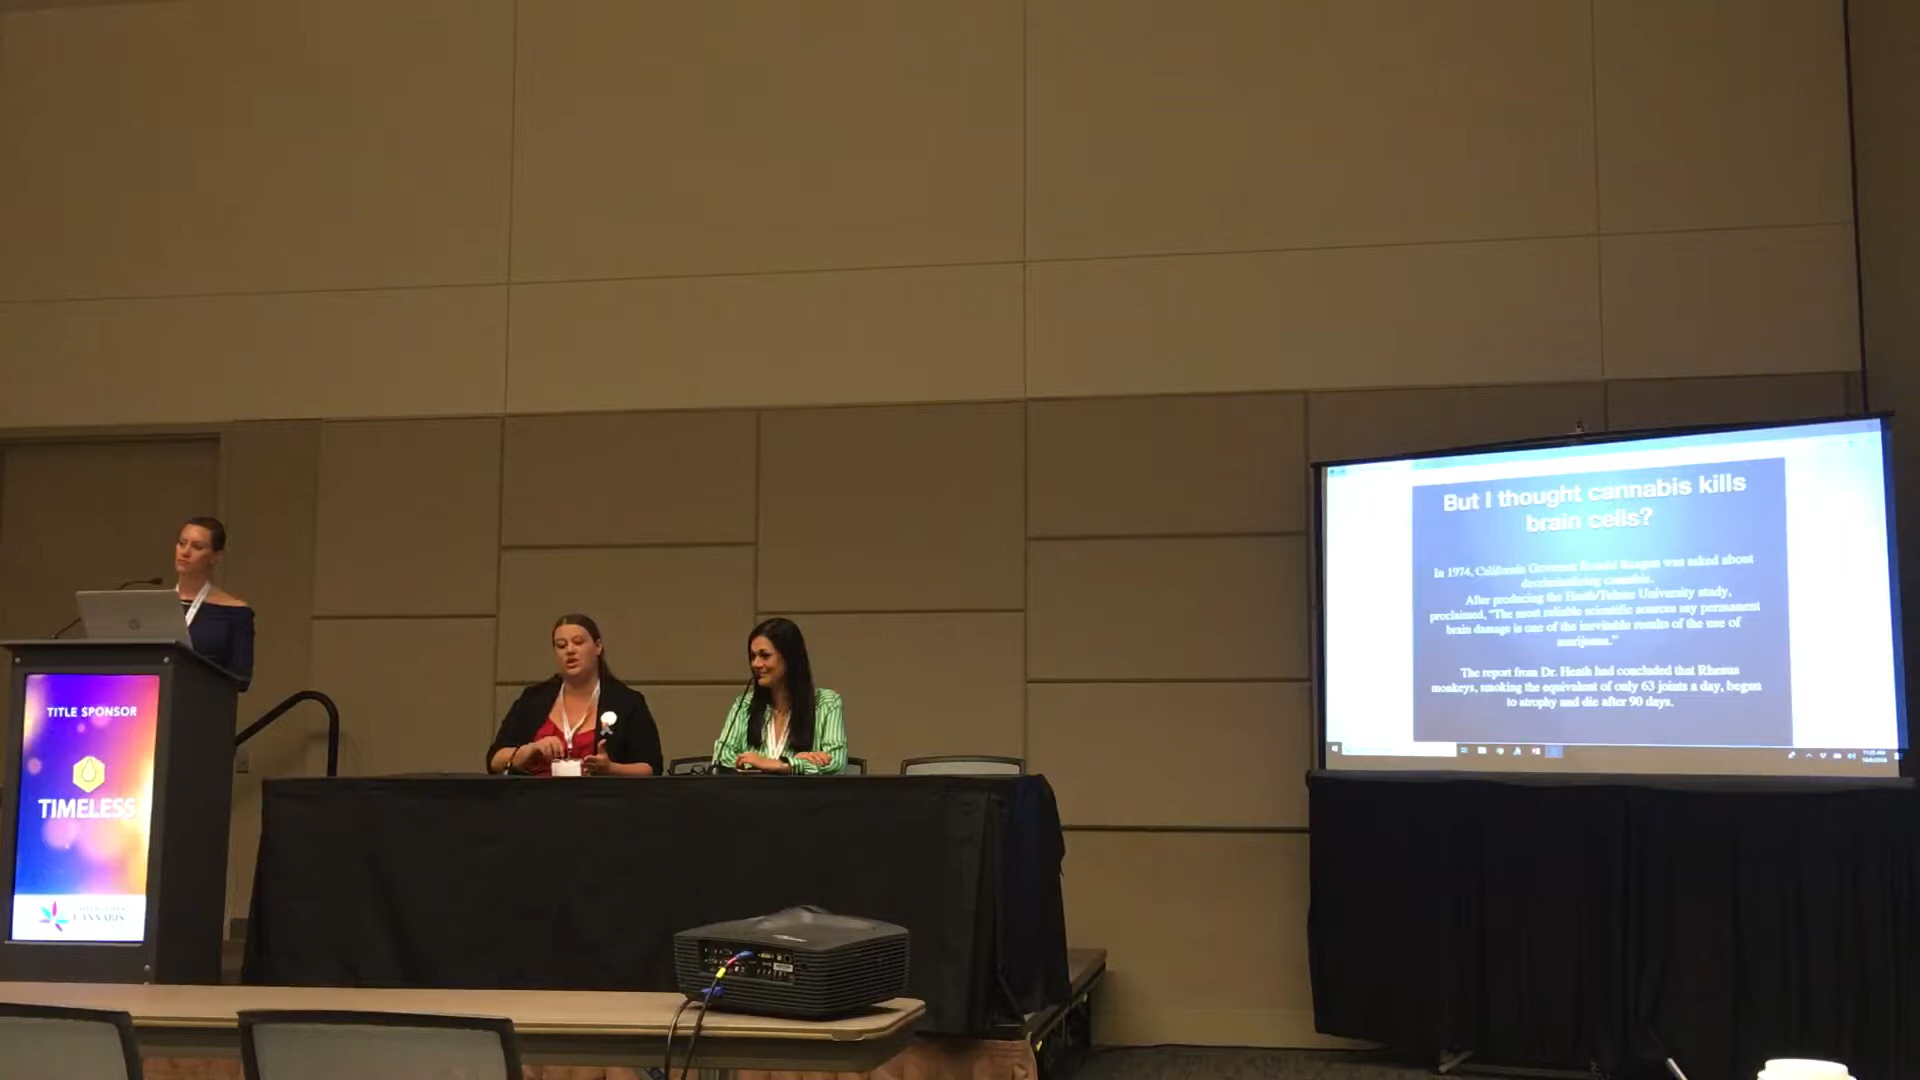 TITLE SPONSOR
TIMELESS
CANNABIS
But I thought cannabis kills
brain cells?
In 1974, California Governor Ronald Reagan was asked about
decriminalizing cannabis.
After producing the Heath/Tulane University study,
proclaimed, "The most reliable scientific sources say permanent
brain damage is one of the inevitable results of the use of
marijuana."
The report from Dr. Heath had concluded that Rhesus
monkeys, smoking the equivalent of only 63 joints a day, began
to atrophy and die after 90 days.